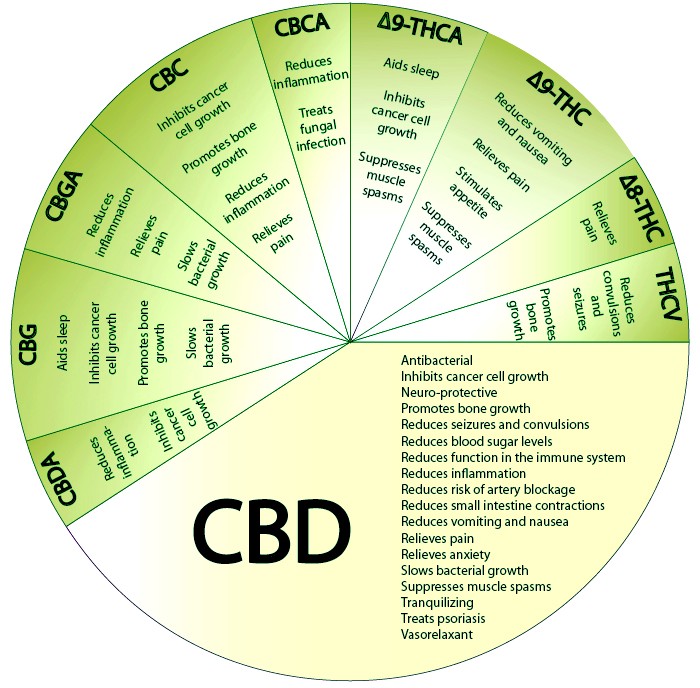 CBCA
Reduces
inflammation
Treats
fungal
infection
Δ9-THCA
Aids sleep
Inhibits
cancer cell
growth
Suppresses
muscle
spasms
Δ9-THC
Reduces vomiting
and nausea
Relieves pain
Stimulates
appetite
Suppresses
muscle
spasms
Δ8-THC
Relieves
pain
THCV
Reduces
convulsions
and
seizures
Promotes
bone
growth
CBD
Antibacterial
Inhibits cancer cell growth
Neuro-protective
Promotes bone growth
Reduces seizures and convulsions
Reduces blood sugar levels
Reduces function in the immune system
Reduces inflammation
Reduces risk of artery blockage
Reduces small intestine contractions
Reduces vomiting and nausea
Relieves pain
Relieves anxiety
Slows bacterial growth
Suppresses muscle spasms
Tranquilizing
Treats psoriasis
Vasorelaxant
CBDA
Reduces
inflamma-
tion
Inhibits
cancer
cell
growth
CBG
Aids sleep
Inhibits cancer
cell growth
Promotes bone
growth
Slows
bacterial
growth
CBGA
Reduces
inflammation
Relieves
pain
Slows
bacterial
growth
CBC
Inhibits cancer
cell growth
Promotes bone
growth
Reduces
inflammation
Relieves
pain